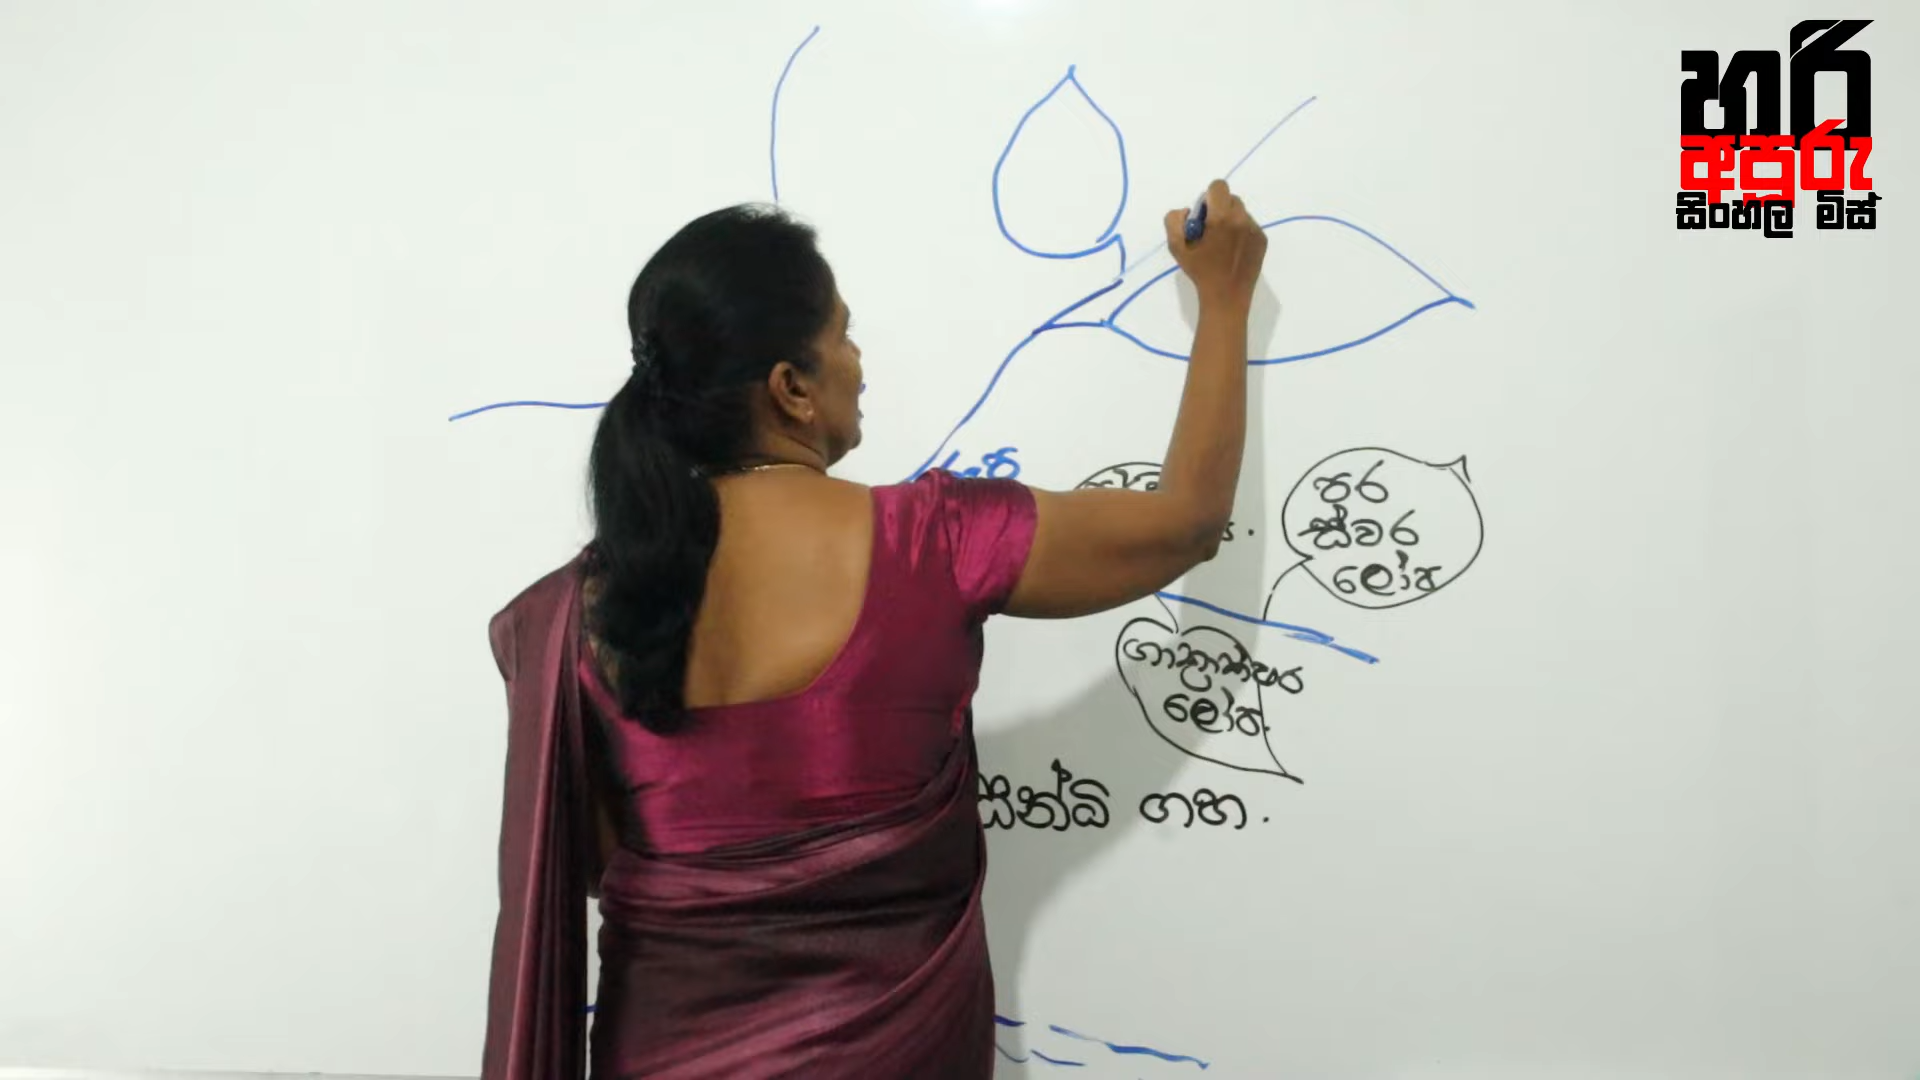 හරි
අපූරු
සිංහල මිස්
රූප
පර
ස්වර
ලෝප
ගාත්‍රාක්ෂර
ලෝප.
සන්ධි ගහ.